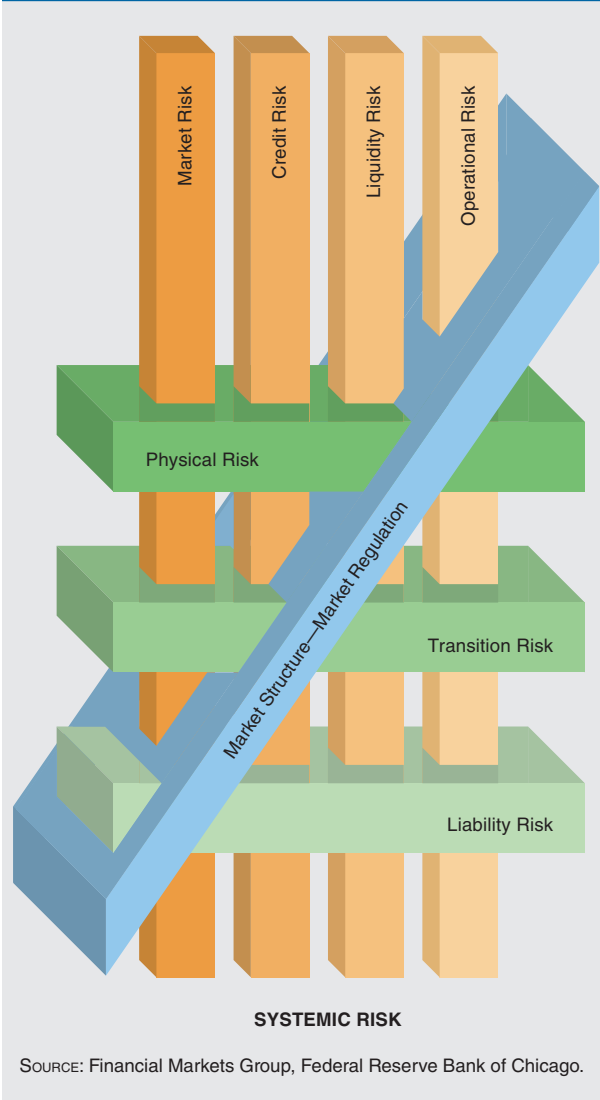 Market Risk
Credit Risk
Liquidity Risk
Operational Risk
Physical Risk
Market Structure—Market Regulation
Transition Risk
Liability Risk
SYSTEMIC RISK
SOURCE: Financial Markets Group, Federal Reserve Bank of Chicago.